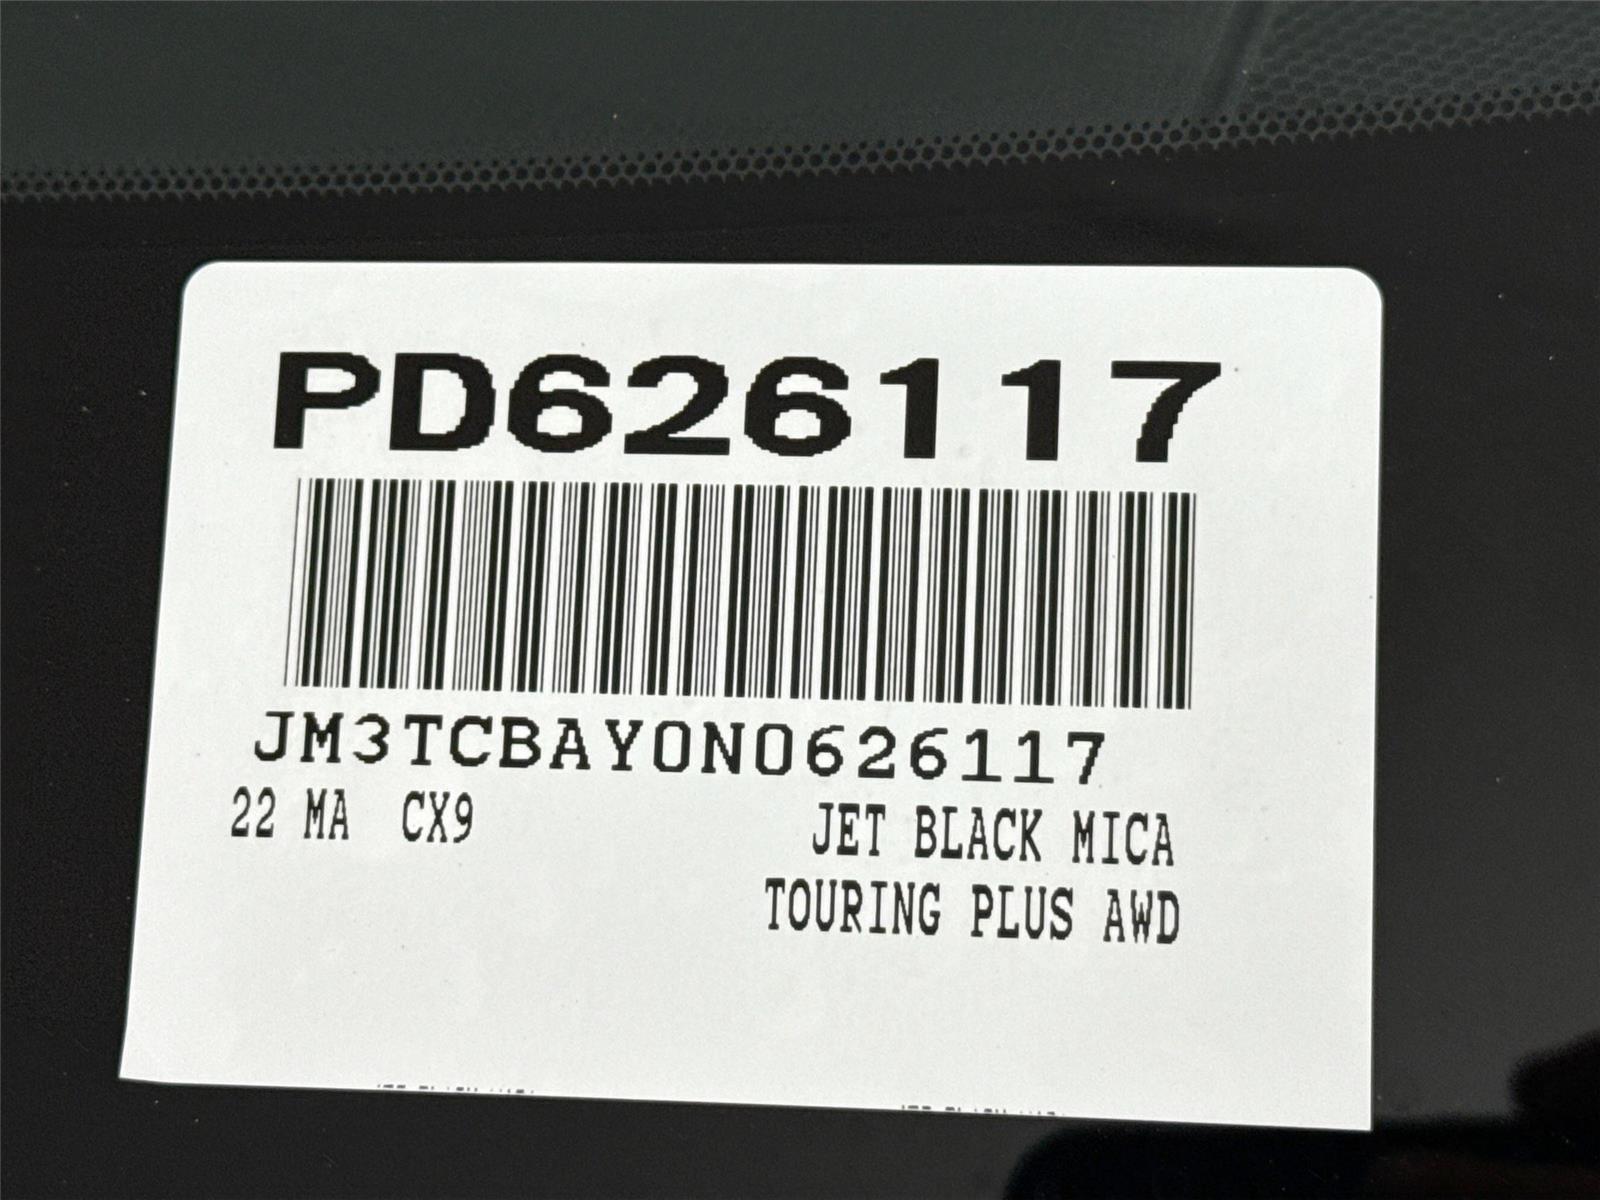 PD626117
JM3TCBAY0N0626117
22 MA CX9
JET BLACK MICA
TOURING PLUS AWD